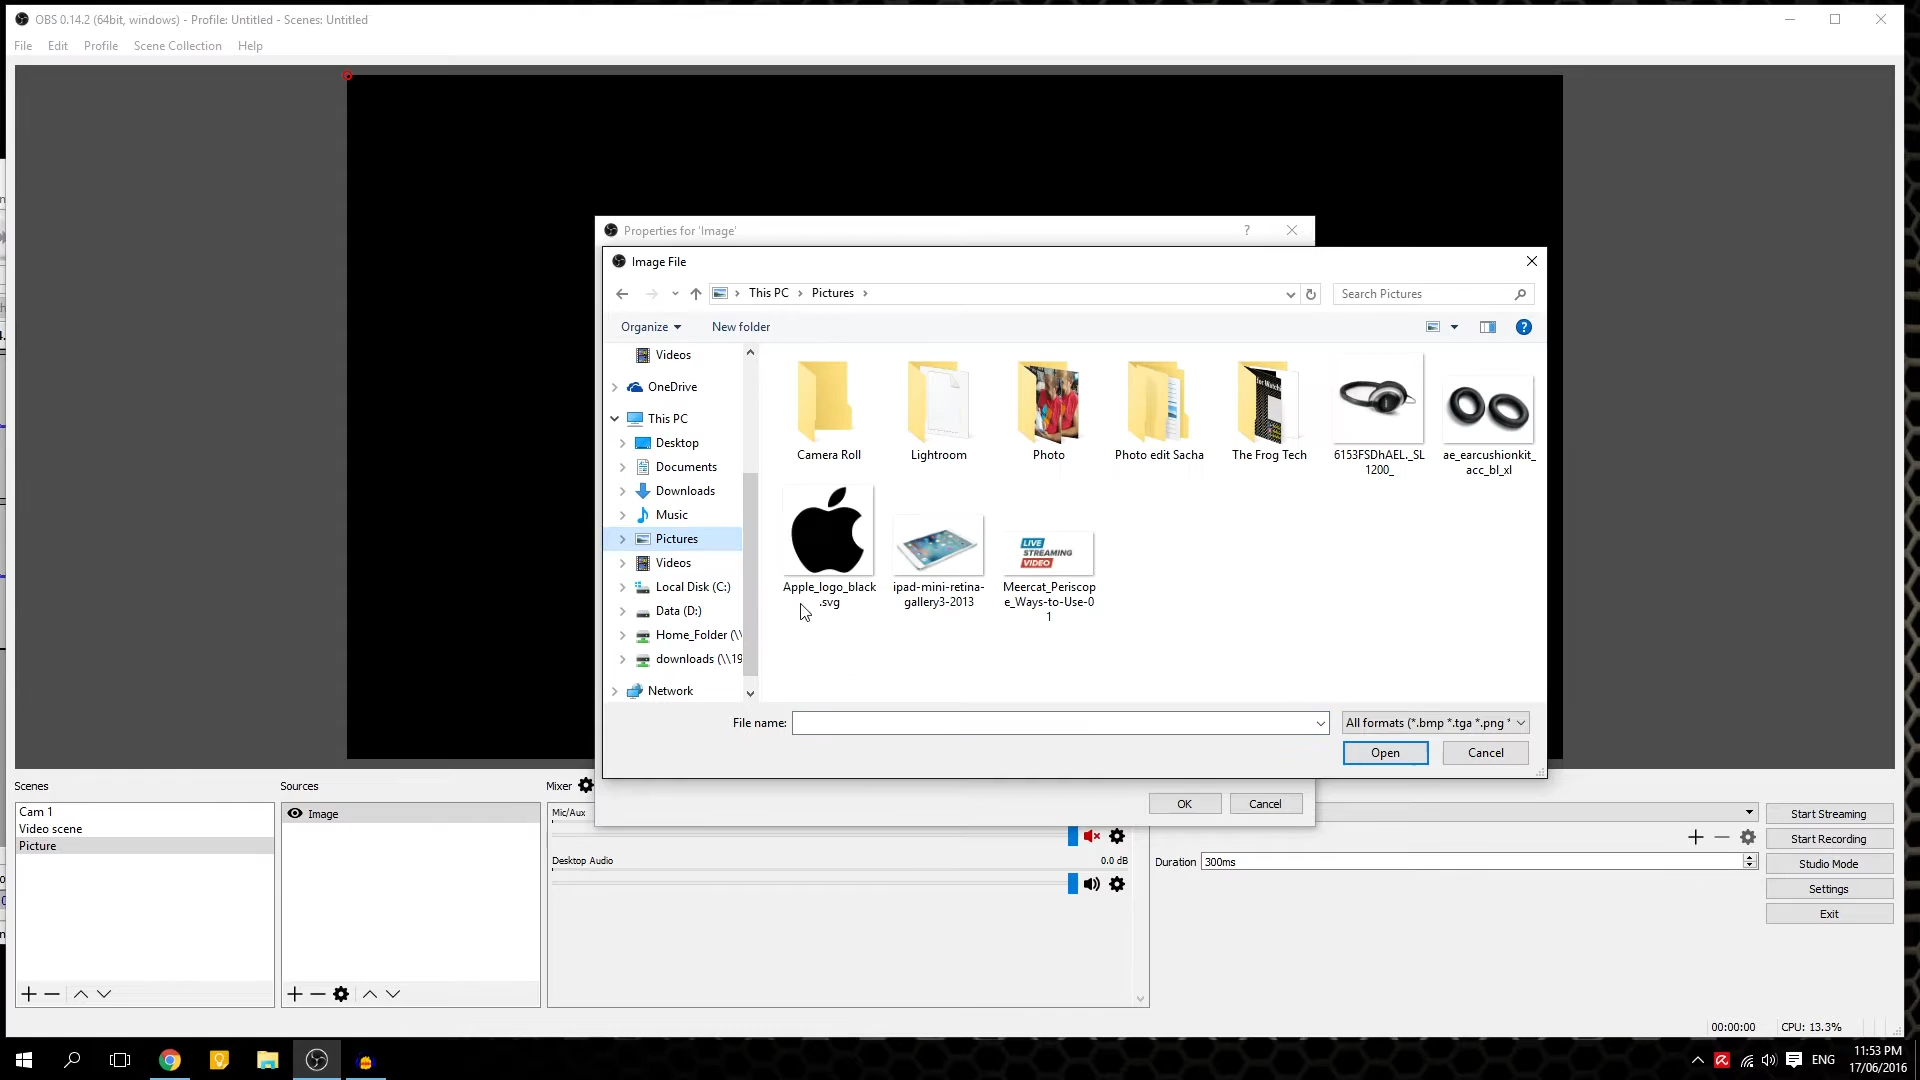 OBS 0.14.2 (64bit, windows) - Profile: Untitled - Scenes: Untitled
File Edit Profile Scene Collection Help
Properties for 'Image'
Image File
This PC Pictures
Search Pictures
Organize New folder
Videos
OneDrive
This PC
Desktop
Documents
Downloads
Music
Pictures
Videos
Local Disk (C:)
Data (D:)
Home_Folder (\\
downloads (\\19
Network
Camera Roll
Lightroom
Photo
Photo edit Sacha
The Frog Tech
6153FSDhAEL._SL
1200_
ae_earcushionkit_
acc_bl_xl
Apple_logo_black
.svg
ipad-mini-retina-
gallery3-2013
LIVE
STREAMING
VIDEO
Meercat_Periscop
e_Ways-to-Use-0
1
File name:
All formats (*.bmp *.tga *.png *
Open Cancel
OK Cancel
Scenes
Cam 1
Video scene
Picture
Sources
Image
Mixer
Mic/Aux
Desktop Audio 0.0 dB
Duration 300ms
Start Streaming
Start Recording
Studio Mode
Settings
Exit
00:00:00 CPU: 13.3%
ENG
11:53 PM
17/06/2016